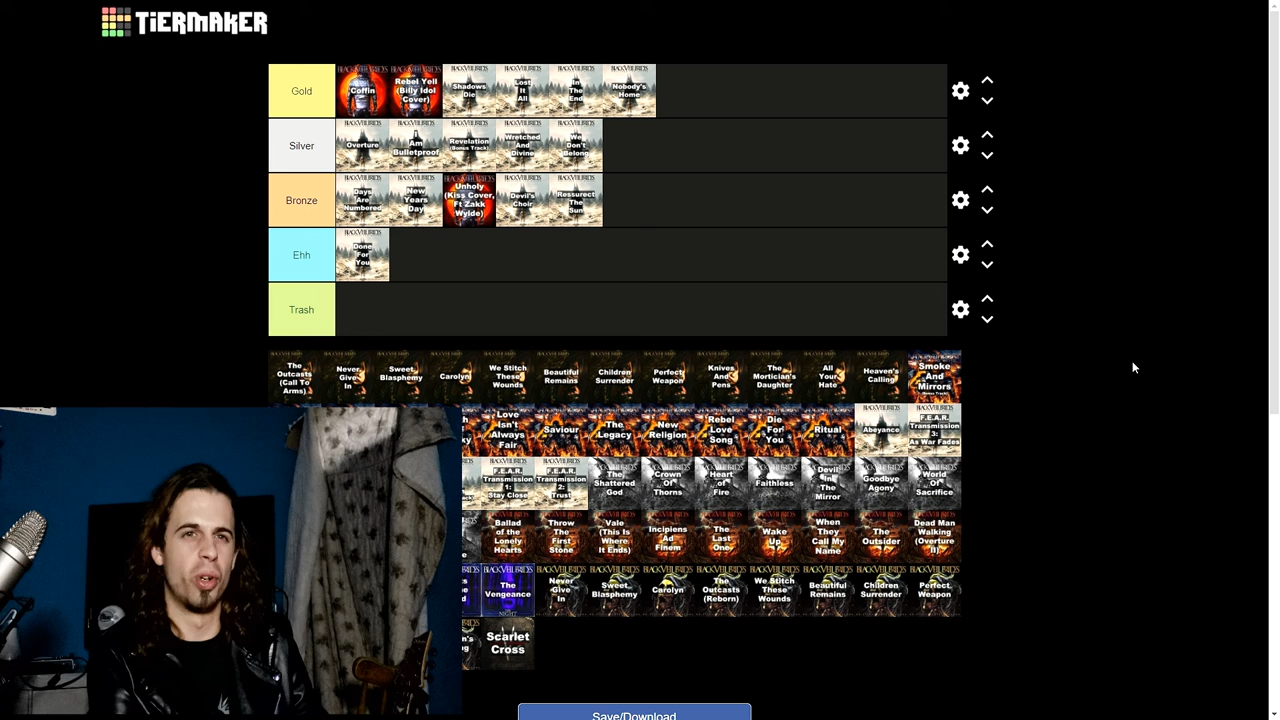 TIERMAKER
Gold
Coffin
Rebel Yell
(Billy Idol
Cover)
Shadows
Die
Lost
It
All
In
The
End
Nobody's
Home
Silver
Overture
I
Am
Bulletproof
Revelation
(Bonus Track)
Wretched
And
Divine
We
Don't
Belong
Bronze
Days
Are
Numbered
New
Years
Day
Unholy
(Kiss Cover,
Ft Zakk
Wylde)
Devil's
Choir
Ressurect
The
Sun
Ehh
Done
For
You
Trash
The
Outcasts
(Call To
Arms)
Never
Give
In
Sweet
Blasphemy
Carolyn
We Stitch
These
Wounds
Beautiful
Remains
Children
Surrender
Perfect
Weapon
Knives
And
Pens
The
Mortician's
Daughter
All
Your
Hate
Heaven's
Calling
Smoke
And
Mirrors
(Bonus Track)
Love
Isn't
Always
Fair
Saviour
The
Legacy
New
Religion
Rebel
Love
Song
Die
For
You
Ritual
Abeyance
F.E.A.R.
Transmission
3:
As War Fades
F.E.A.R.
Transmission
1:
Stay Close
F.E.A.R.
Transmission
2:
Trust
The
Shattered
God
Crown
Of
Thorns
Heart
of
Fire
Faithless
Devil
In
The
Mirror
Goodbye
Agony
World
Of
Sacrifice
Ballad
of the
Lonely
Hearts
Throw
The First
Stone
Vale
(This Is
Where
It Ends)
Incipiens
Ad
Finem
The
Last
One
Wake
Up
When
They
Call My
Name
The
Outsider
Dead Man
Walking
(Overture
II)
The
Vengeance
Never
Give
In
Sweet
Blasphemy
Carolyn
The
Outcasts
(Reborn)
We Stitch
These
Wounds
Beautiful
Remains
Children
Surrender
Perfect
Weapon
Scarlet
Cross
Save/Download